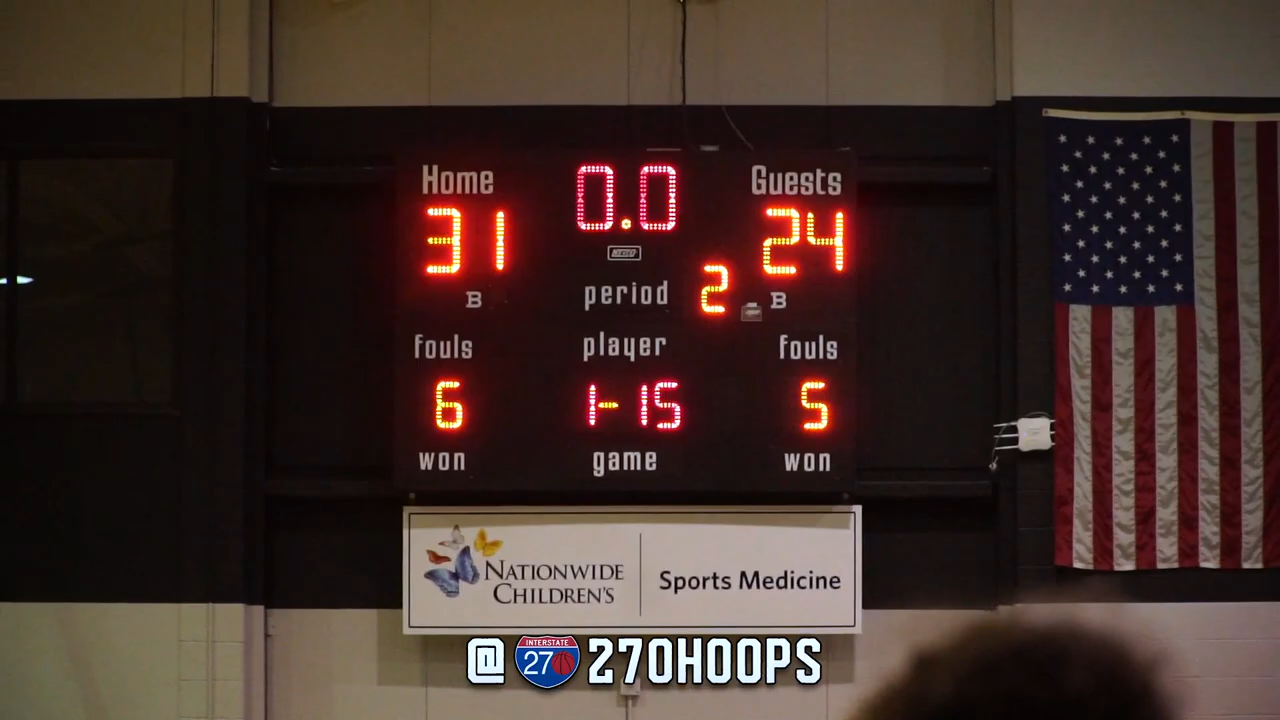 Home 0.0 Guests
31 24
B period 2 B
fouls player fouls
6 1-15 5
won game won
NATIONWIDE CHILDREN'S Sports Medicine
@ INTERSTATE 27 270HOOPS